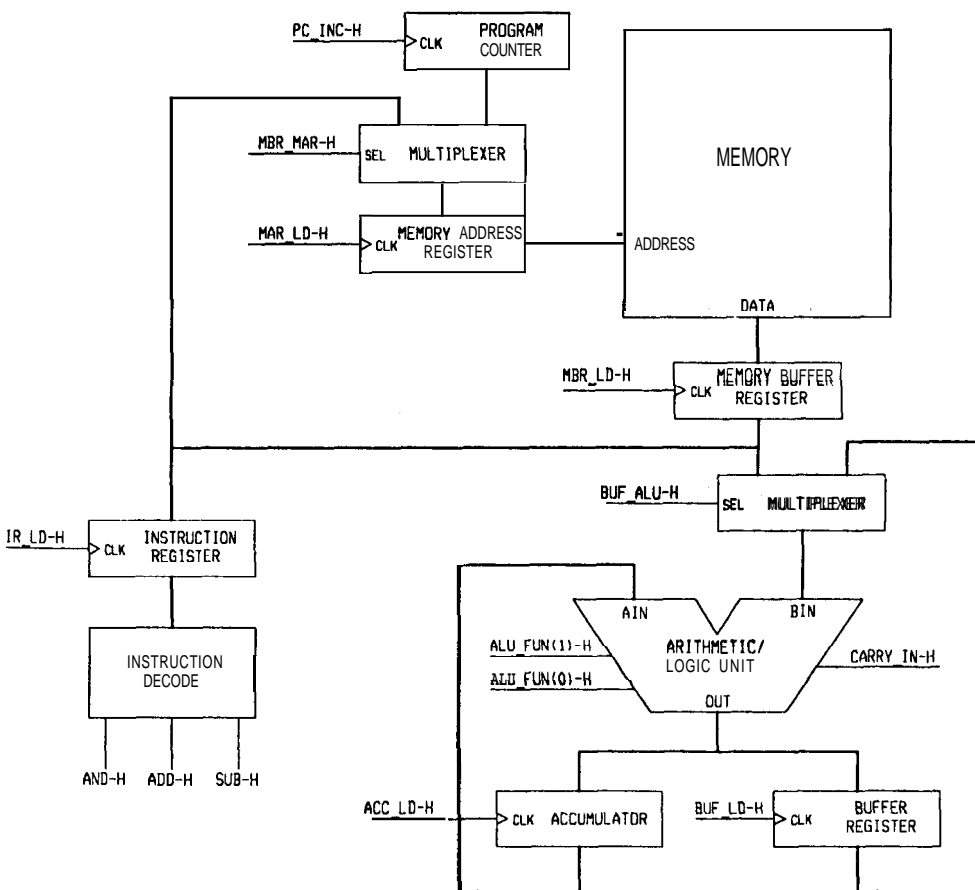 PC_INC-H
CLK
PROGRAM
COUNTER
MBR_MAR-H
SEL
MULTIPLEXER
MEMORY
MAR_LD-H
CLK
MEMORY ADDRESS
REGISTER
ADDRESS
DATA
MBR_LD-H
CLK
MEMORY BUFFER
REGISTER
BUF_ALU-H
SEL
MULTIPLEXER
IR_LD-H
CLK
INSTRUCTION
REGISTER
AIN
BIN
INSTRUCTION
DECODE
ALU_FUN(1)-H
ALU_FUN(0)-H
ARITHMETIC/
LOGIC UNIT
CARRY_IN-H
OUT
AND-H
ADD-H
SUB-H
ACC_LD-H
CLK
ACCUMULATOR
BUF_LD-H
CLK
BUFFER
REGISTER